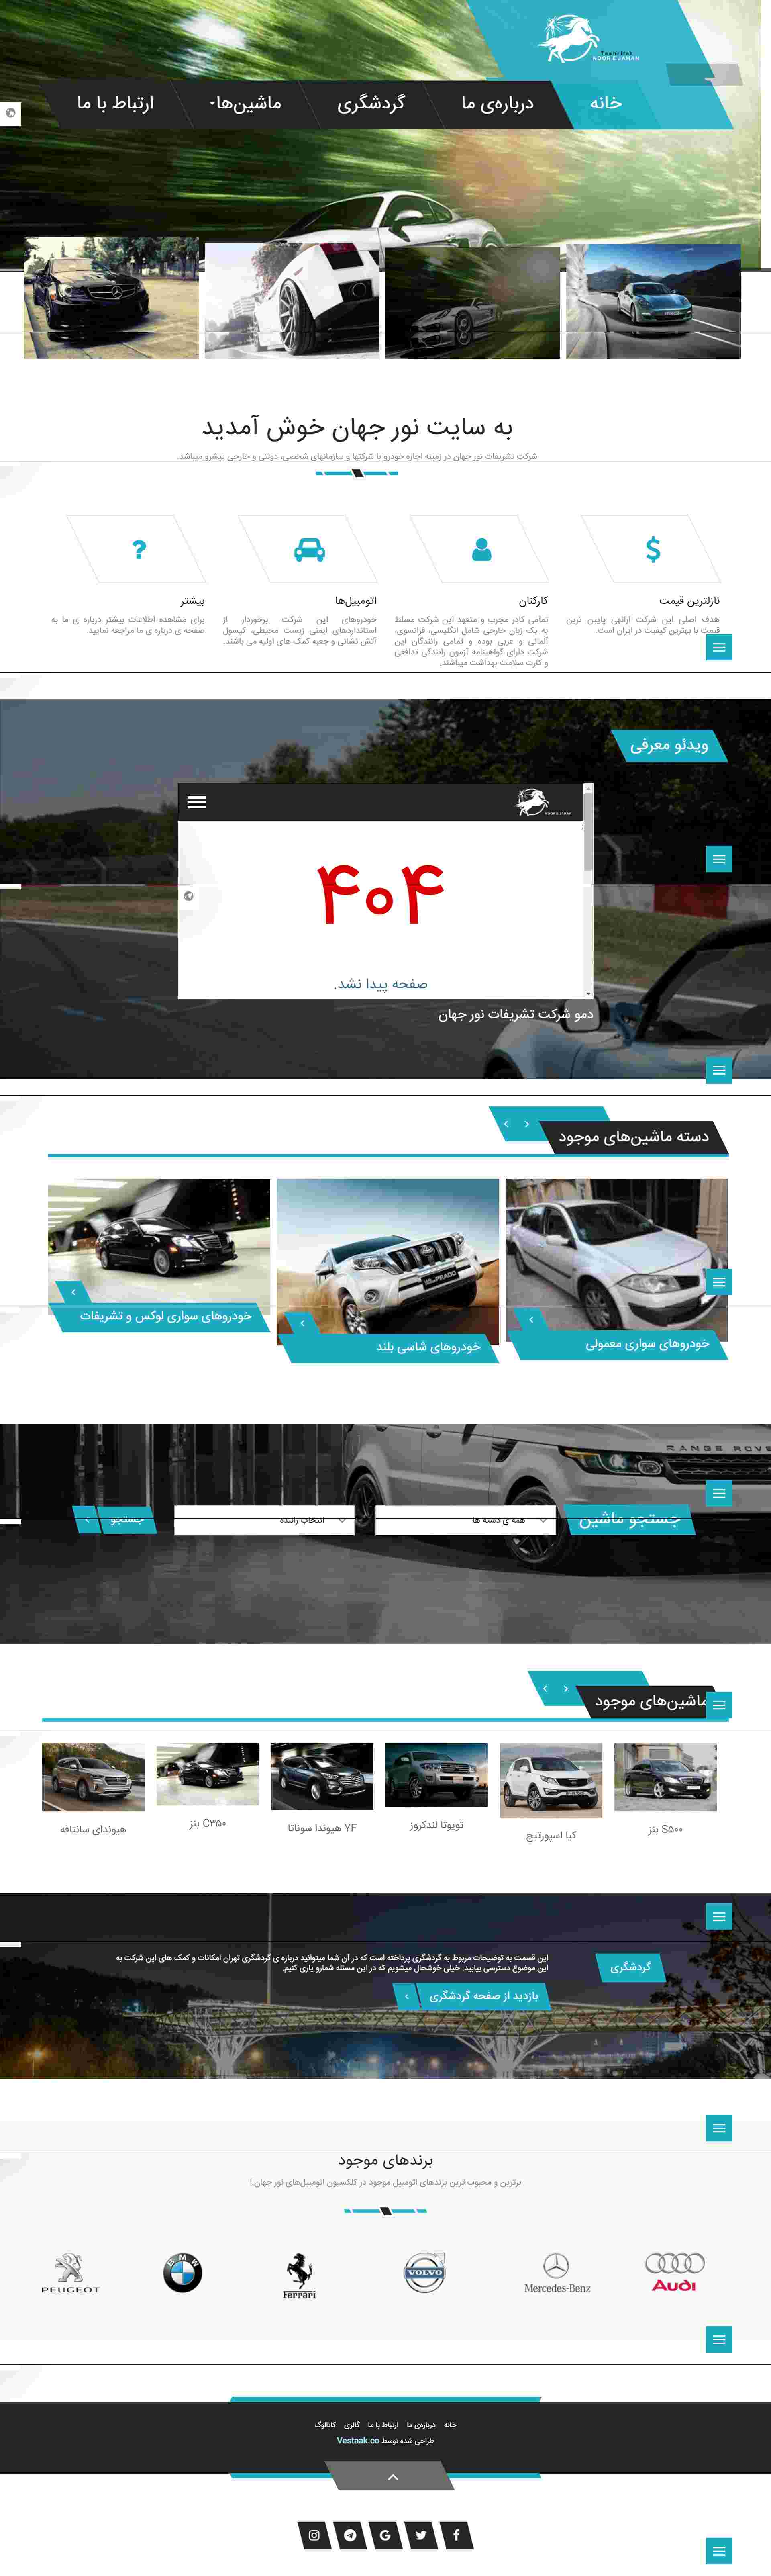 Tashrifat
NOOR E JAHAN
خانه
درباره‌ی ما
گردشگری
ماشین‌ها
ارتباط با ما
به سایت نور جهان خوش آمدید
شرکت تشریفات نور جهان در زمینه اجاره خودرو با شرکتها و سازمانهای شخصی، دولتی و خارجی پیشرو میباشد.
نازلترین قیمت
هدف اصلی این شرکت ارائهی پایین ترین
قیمت با بهترین کیفیت در ایران است.
کارکنان
تمامی کادر مجرب و متعهد این شرکت مسلط
به یک زبان خارجی شامل انگلیسی، فرانسوی،
آلمانی و عربی بوده و تمامی رانندگان این
شرکت دارای گواهینامه آزمون رانندگی تدافعی
و کارت سلامت بهداشت میباشند.
اتومبیل‌ها
خودروهای این شرکت برخوردار از
استانداردهای ایمنی زیست محیطی، کپسول
آتش نشانی و جعبه کمک های اولیه می باشند.
بیشتر
برای مشاهده اطلاعات بیشتر درباره ی ما به
صفحه ی درباره ی ما مراجعه نمایید.
ویدئو معرفی
NOOR E JAHAN
۴۰۴
صفحه پیدا نشد.
دمو شرکت تشریفات نور جهان
دسته ماشین‌های موجود
خودروهای سواری معمولی
PRADO
خودروهای شاسی بلند
خودروهای سواری لوکس و تشریفات
RANGE ROVE
جستجو ماشین
همه ی دسته ها
انتخاب راننده
جستجو
ماشین‌های موجود
S۵۰۰ بنز
کیا اسپورتیج
تویوتا لندکروز
YF هیوندا سوناتا
C۳۵۰ بنز
هیوندای سانتافه
گردشگری
این قسمت به توضیحات مربوط به گردشگری پرداخته است که در آن شما میتوانید درباره ی گردشگری تهران امکانات و کمک های این شرکت به
این موضوع دسترسی بیابید. خیلی خوشحال میشویم که در این مسئله شمارو یاری کنیم.
بازدید از صفحه گردشگری
برندهای موجود
برترین و محبوب ترین برندهای اتومبیل موجود در کلکسیون اتومبیل‌های نور جهان.!
Audi
Mercedes-Benz
VOLVO
Ferrari
BMW
PEUGEOT
خانه
درباره‌ی ما
ارتباط با ما
گالری
کاتالوگ
طراحی شده توسط Vestaak.co